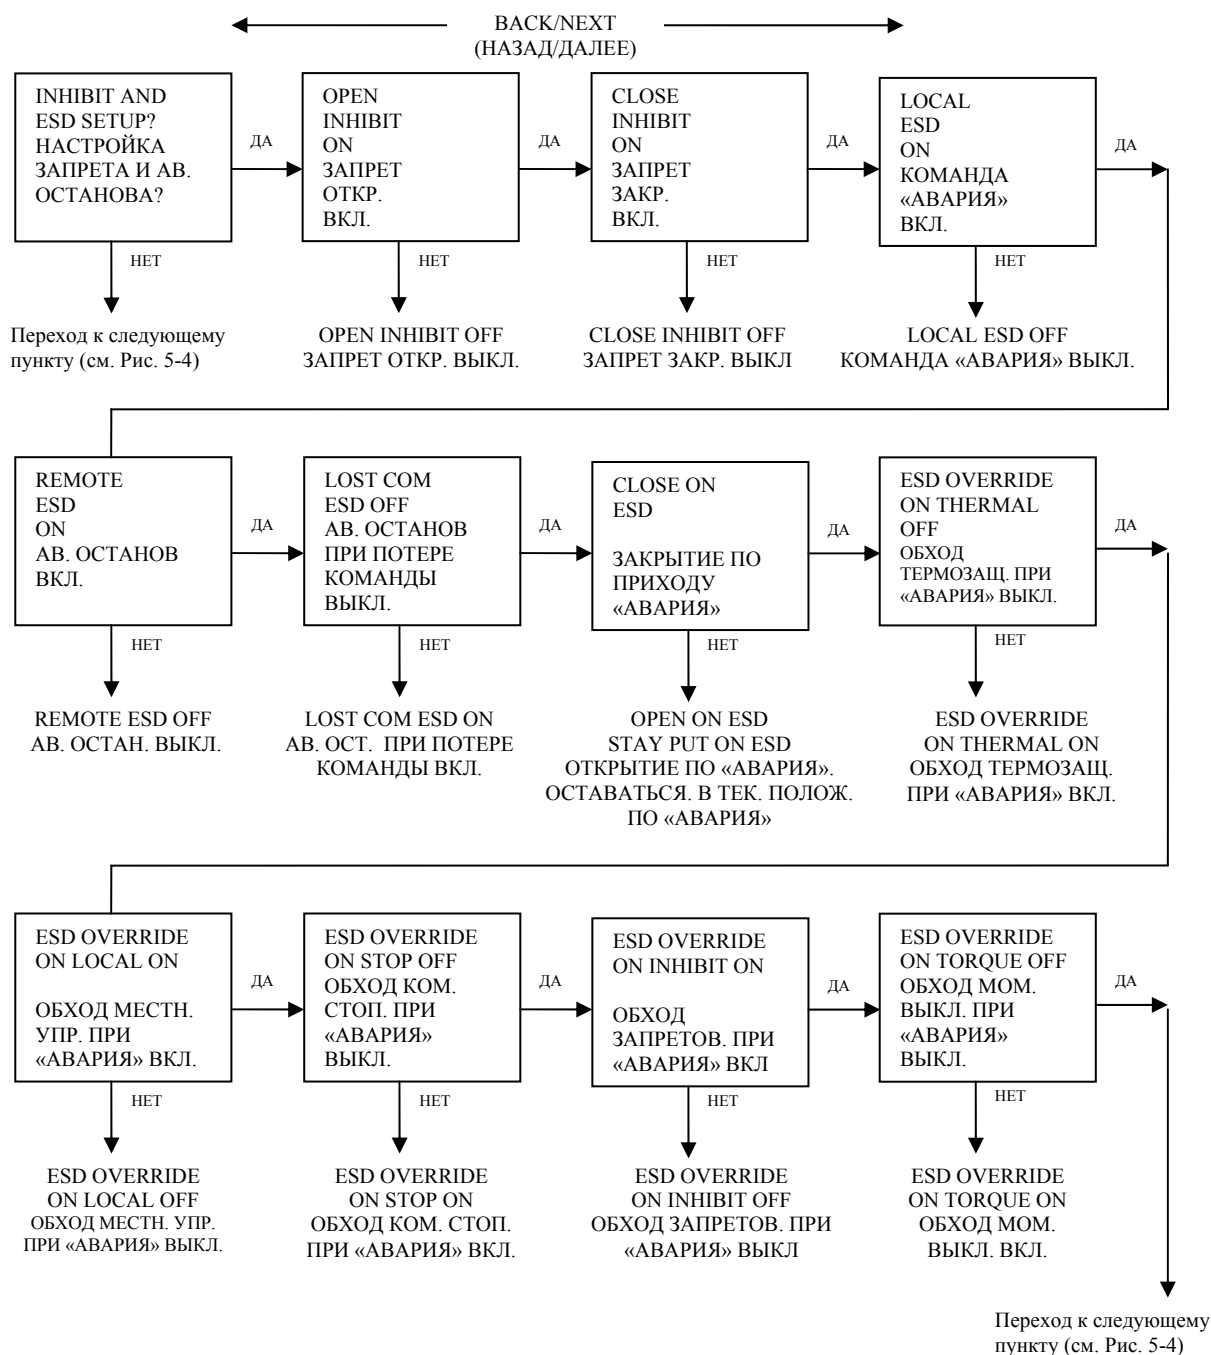 BACK/NEXT
(НАЗАД/ДАЛЕЕ)
INHIBIT AND
ESD SETUP?
НАСТРОЙКА
ЗАПРЕТА И АВ.
ОСТАНОВА?
ДА
OPEN
INHIBIT
ON
ЗАПРЕТ
ОТКР.
ВКЛ.
ДА
CLOSE
INHIBIT
ON
ЗАПРЕТ
ЗАКР.
ВКЛ.
ДА
LOCAL
ESD
ON
КОМАНДА
«АВАРИЯ»
ВКЛ.
ДА
НЕТ
НЕТ
НЕТ
НЕТ
Переход к следующему
пункту (см. Рис. 5-4)
OPEN INHIBIT OFF
ЗАПРЕТ ОТКР. ВЫКЛ.
CLOSE INHIBIT OFF
ЗАПРЕТ ЗАКР. ВЫКЛ
LOCAL ESD OFF
КОМАНДА «АВАРИЯ» ВЫКЛ.
REMOTE
ESD
ON
АВ. ОСТАНОВ
ВКЛ.
ДА
LOST COM
ESD OFF
АВ. ОСТАНОВ
ПРИ ПОТЕРЕ
КОМАНДЫ
ВЫКЛ.
ДА
CLOSE ON
ESD
ЗАКРЫТИЕ ПО
ПРИХОДУ
«АВАРИЯ»
ДА
ESD OVERRIDE
ON THERMAL
OFF
ОБХОД
ТЕРМОЗАЩ. ПРИ
«АВАРИЯ» ВЫКЛ.
ДА
НЕТ
НЕТ
НЕТ
НЕТ
REMOTE ESD OFF
АВ. ОСТАН. ВЫКЛ.
LOST COM ESD ON
АВ. ОСТ. ПРИ ПОТЕРЕ
КОМАНДЫ ВКЛ.
OPEN ON ESD
STAY PUT ON ESD
ОТКРЫТИЕ ПО «АВАРИЯ».
ОСТАВАТЬСЯ. В ТЕК. ПОЛОЖ.
ПО «АВАРИЯ»
ESD OVERRIDE
ON THERMAL ON
ОБХОД ТЕРМОЗАЩ.
ПРИ «АВАРИЯ» ВКЛ.
ESD OVERRIDE
ON LOCAL ON
ОБХОД МЕСТН.
УПР. ПРИ
«АВАРИЯ» ВКЛ.
ДА
ESD OVERRIDE
ON STOP OFF
ОБХОД КОМ.
СТОП. ПРИ
«АВАРИЯ»
ВЫКЛ.
ДА
ESD OVERRIDE
ON INHIBIT ON
ОБХОД
ЗАПРЕТОВ. ПРИ
«АВАРИЯ» ВКЛ
ДА
ESD OVERRIDE
ON TORQUE OFF
ОБХОД МОМ.
ВЫКЛ. ПРИ
«АВАРИЯ»
ВЫКЛ.
ДА
НЕТ
НЕТ
НЕТ
НЕТ
ESD OVERRIDE
ON LOCAL OFF
ОБХОД МЕСТН. УПР.
ПРИ «АВАРИЯ» ВЫКЛ.
ESD OVERRIDE
ON STOP ON
ОБХОД КОМ. СТОП.
ПРИ «АВАРИЯ» ВКЛ.
ESD OVERRIDE
ON INHIBIT OFF
ОБХОД ЗАПРЕТОВ. ПРИ
«АВАРИЯ» ВЫКЛ
ESD OVERRIDE
ON TORQUE ON
ОБХОД МОМ.
ВЫКЛ. ВКЛ.
Переход к следующему
пункту (см. Рис. 5-4)